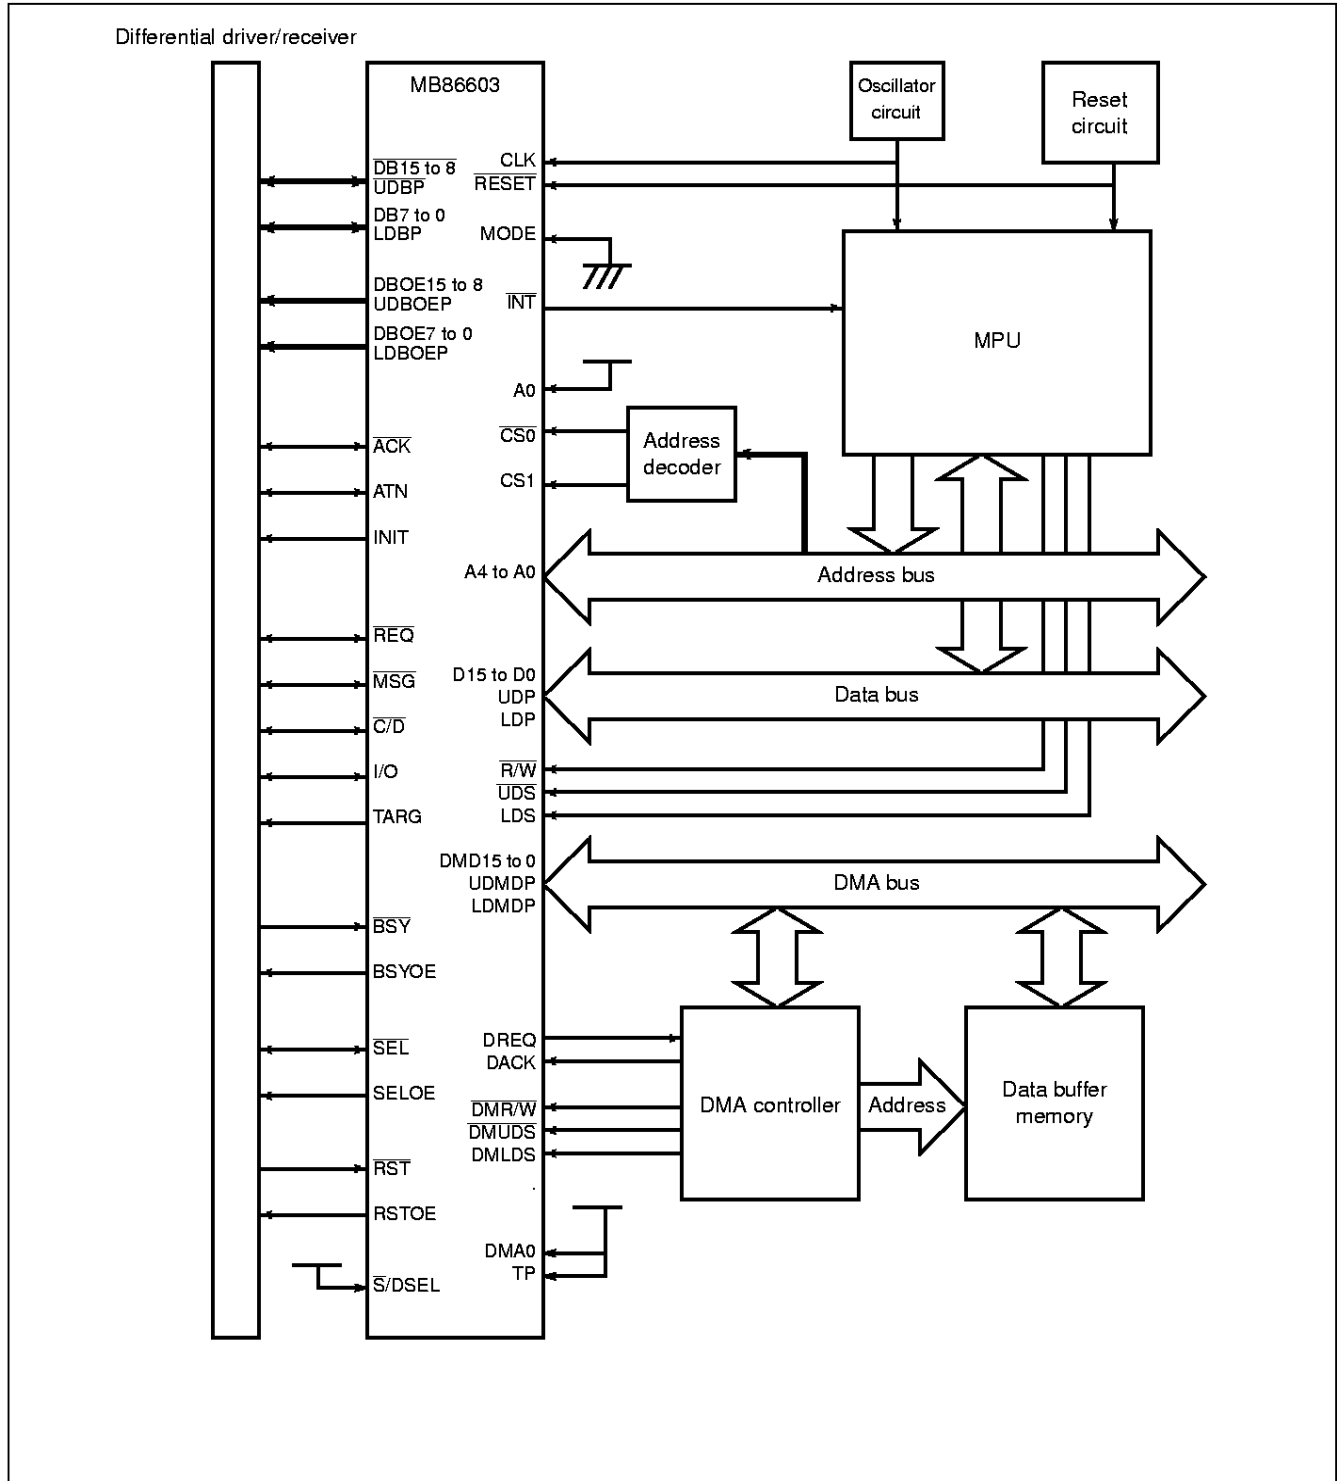 Differential driver/receiver
MB86603
Oscillator
circuit
Reset
circuit
DB15 to 8
UDBP
DB7 to 0
LDBP
DBOE15 to 8
UDBOEP
DBOE7 to 0
LDBOEP
ACK
ATN
INIT
REQ
MSG
C/D
I/O
TARG
BSY
BSYOE
SEL
SELOE
RST
RSTOE
S/DSEL
CLK
RESET
MODE
INT
A0
CS0
CS1
A4 to A0
D15 to D0
UDP
LDP
R/W
UDS
LDS
DMD15 to 0
UDMDP
LDMDP
DREQ
DACK
DMR/W
DMUDS
DMLDS
DMA0
TP
MPU
Address
decoder
Address bus
Data bus
DMA bus
DMA controller
Address
Data buffer
memory